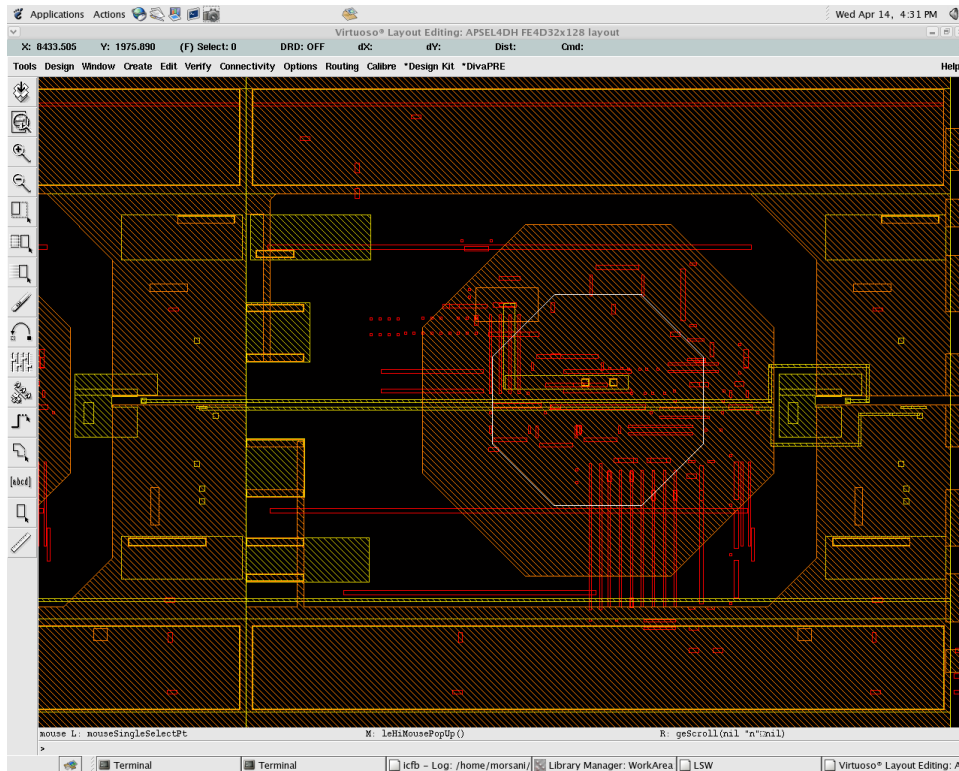 Applications Actions Wed Apr 14, 4:31 PM
Virtuoso® Layout Editing: APSEL4DH FE4D32x128 layout
X: 8433.505 Y: 1975.890 (F) Select: 0 DRD: OFF dX: dY: Dist: Cmd:
Tools Design Window Create Edit Verify Connectivity Options Routing Calibre *Design Kit *DivaPRE Help
[abcd]
mouse L: mouseSingleSelectPt M: leHiMousePopUp() R: geScroll(nil "n" nil)
>
Terminal Terminal icfb - Log: /home/morsani/ Library Manager: WorkArea LSW Virtuoso® Layout Editing: A